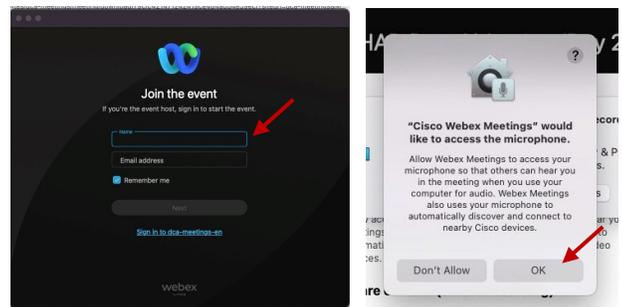 Join the event
If you're the event host, sign in to start the event.
Name
Email address
Remember me
Next
Sign in to dca-meetings-en
webex
?
"Cisco Webex Meetings" would
like to access the microphone.
Allow Webex Meetings to access your
microphone so that others can hear you
in the meeting when you use your
computer for audio. Webex Meetings
also uses your microphone to
automatically discover and connect to
nearby Cisco devices.
Don't Allow
OK